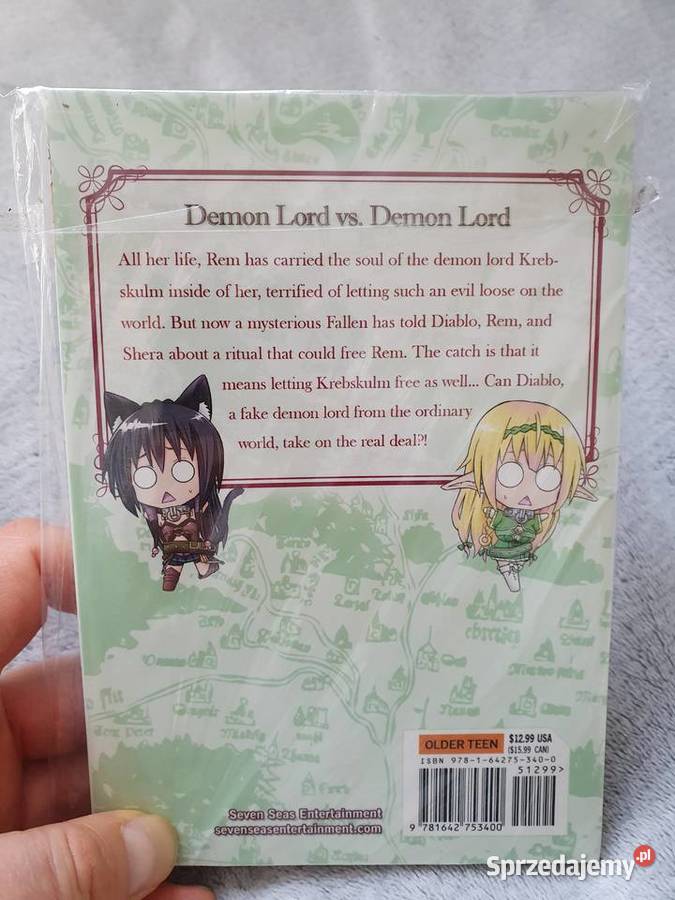 Demon Lord vs. Demon Lord
All her life, Rem has carried the soul of the demon lord Kreb-
skulm inside of her, terrified of letting such an evil loose on the
world. But now a mysterious Fallen has told Diablo, Rem, and
Shera about a ritual that could free Rem. The catch is that it
means letting Krebskulm free as well... Can Diablo,
a fake demon lord from the ordinary
world, take on the real deal?!
OLDER TEEN
$12.99 USA
($15.99 CAN)
ISBN 978-1-64275-340-0
51299>
9 781642 753400
Seven Seas Entertainment
sevenseasentertainment.com
Sprzedajemy.pl